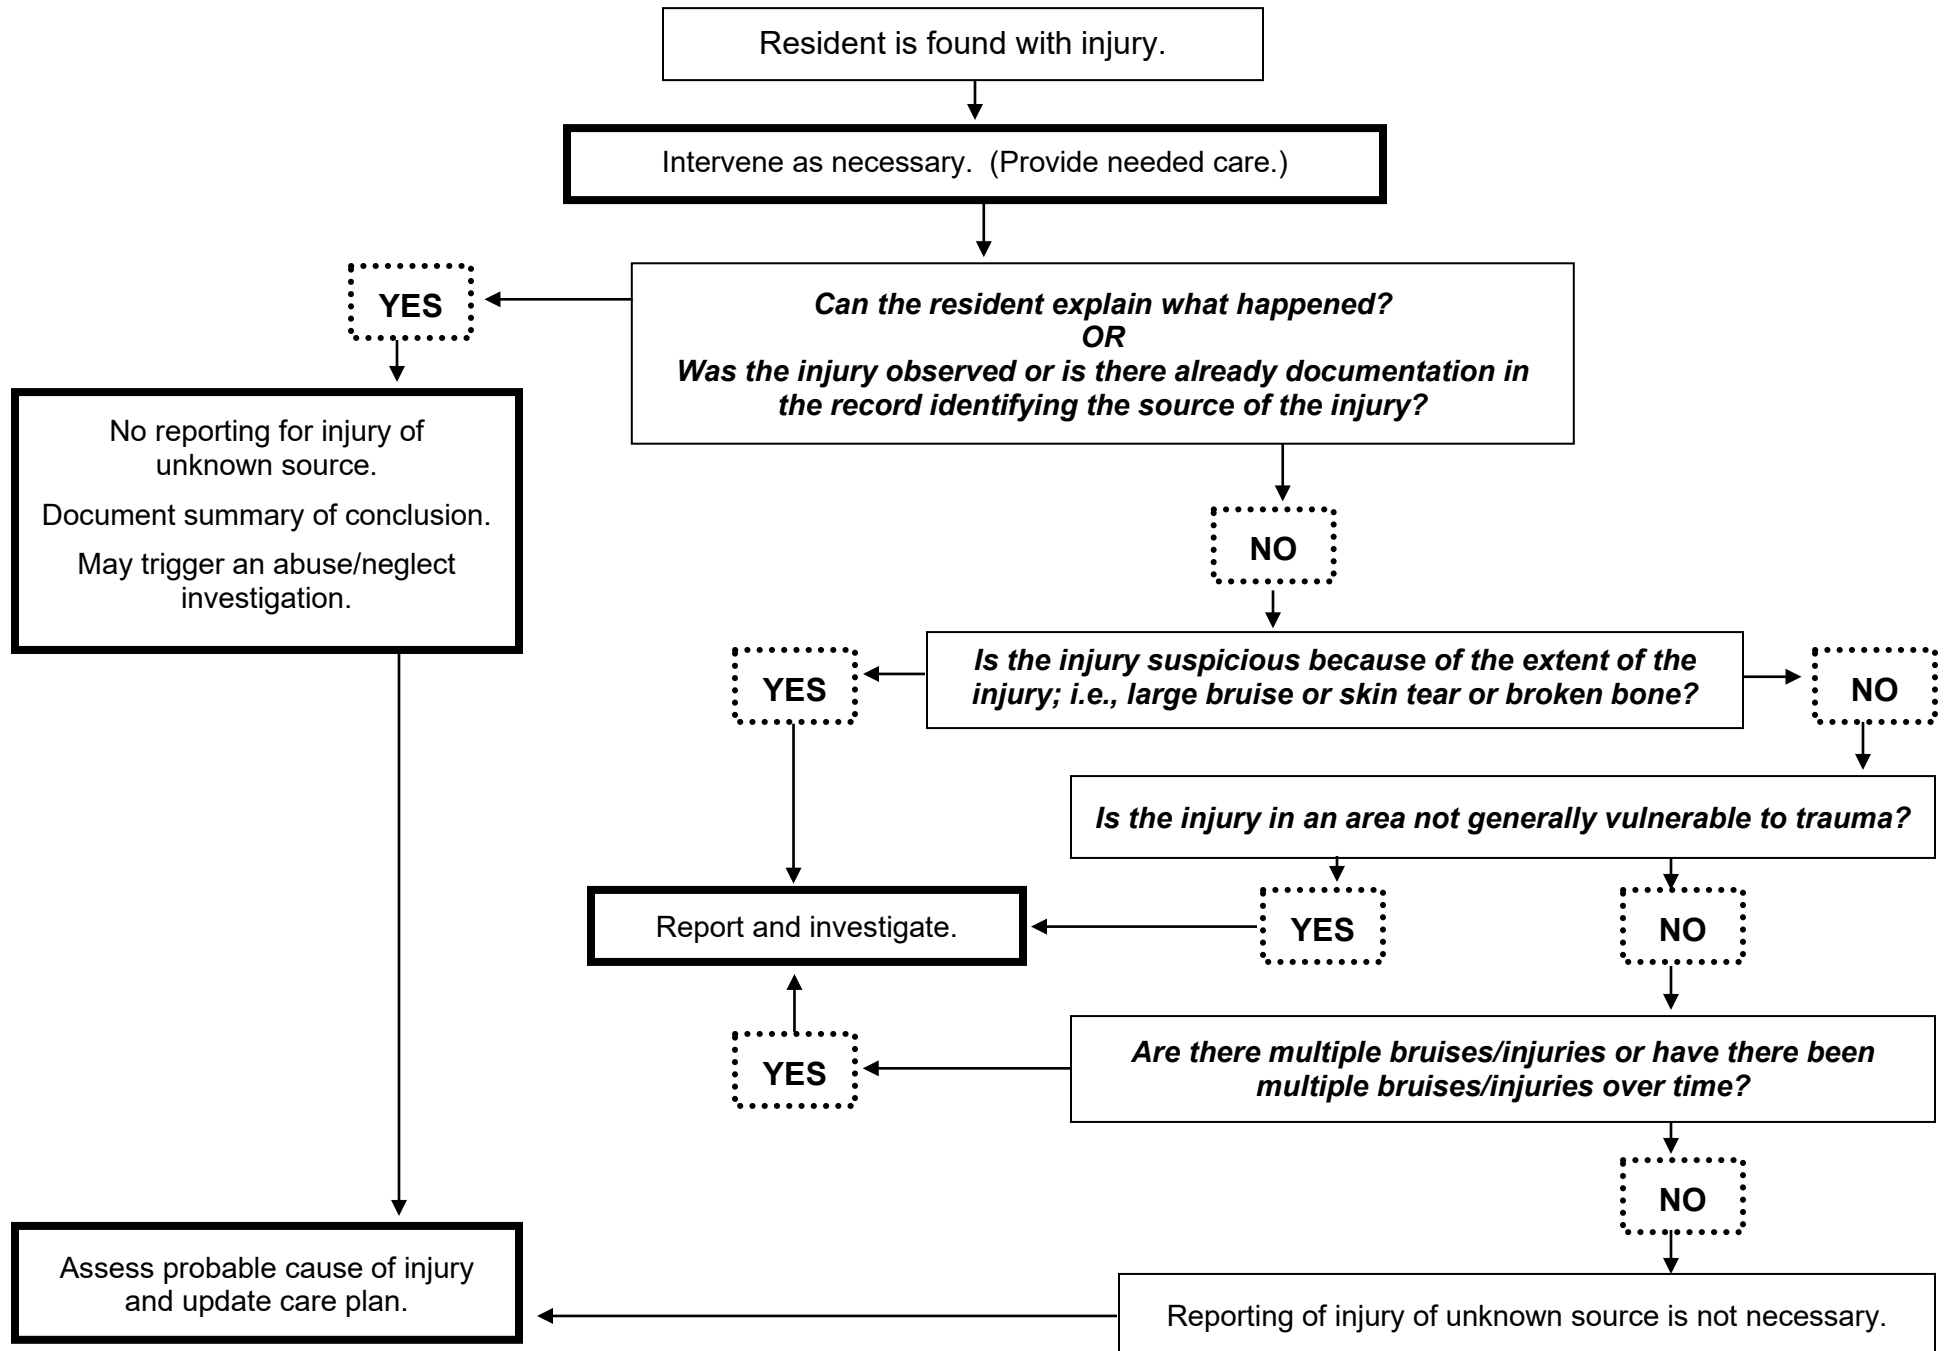 Resident is found with injury.
Intervene as necessary.  (Provide needed care.)
YES
Can the resident explain what happened?
OR
Was the injury observed or is there already documentation in
the record identifying the source of the injury?
No reporting for injury of
unknown source.
Document summary of conclusion.
May trigger an abuse/neglect
investigation.
NO
YES
Is the injury suspicious because of the extent of the
injury; i.e., large bruise or skin tear or broken bone?
NO
Is the injury in an area not generally vulnerable to trauma?
Report and investigate.
YES
NO
YES
Are there multiple bruises/injuries or have there been
multiple bruises/injuries over time?
NO
Assess probable cause of injury
and update care plan.
Reporting of injury of unknown source is not necessary.